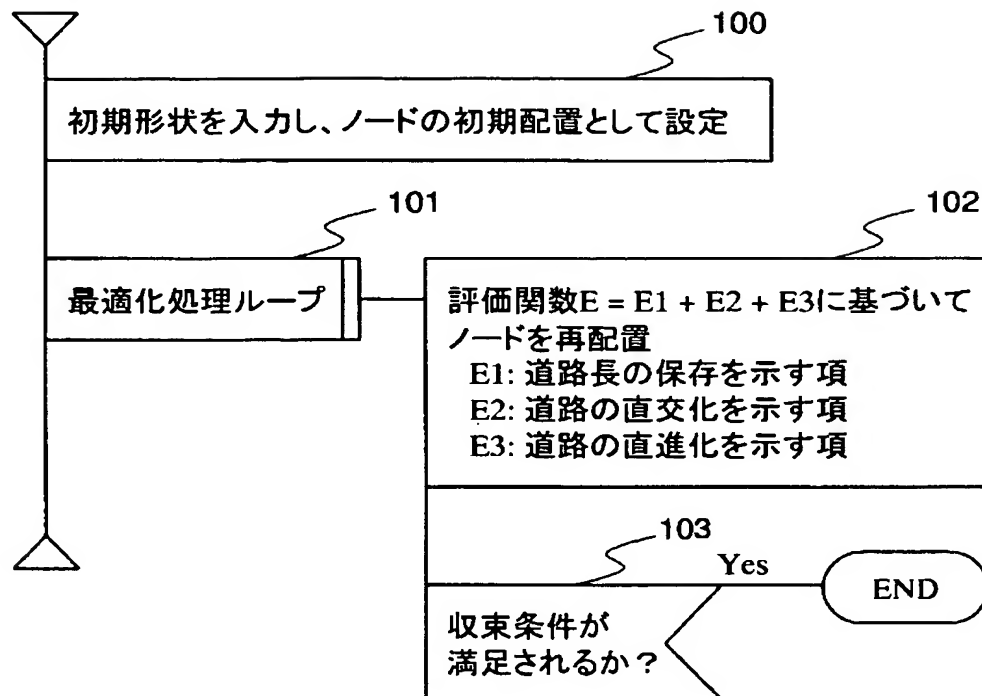 100
初期形状を入力し、ノードの初期配置として設定
101
102
最適化処理ループ
評価関数E = E1 + E2 + E3に基づいて
ノードを再配置
E1: 道路長の保存を示す項
E2: 道路の直交化を示す項
E3: 道路の直進化を示す項
103
Yes
END
収束条件が
満足されるか？